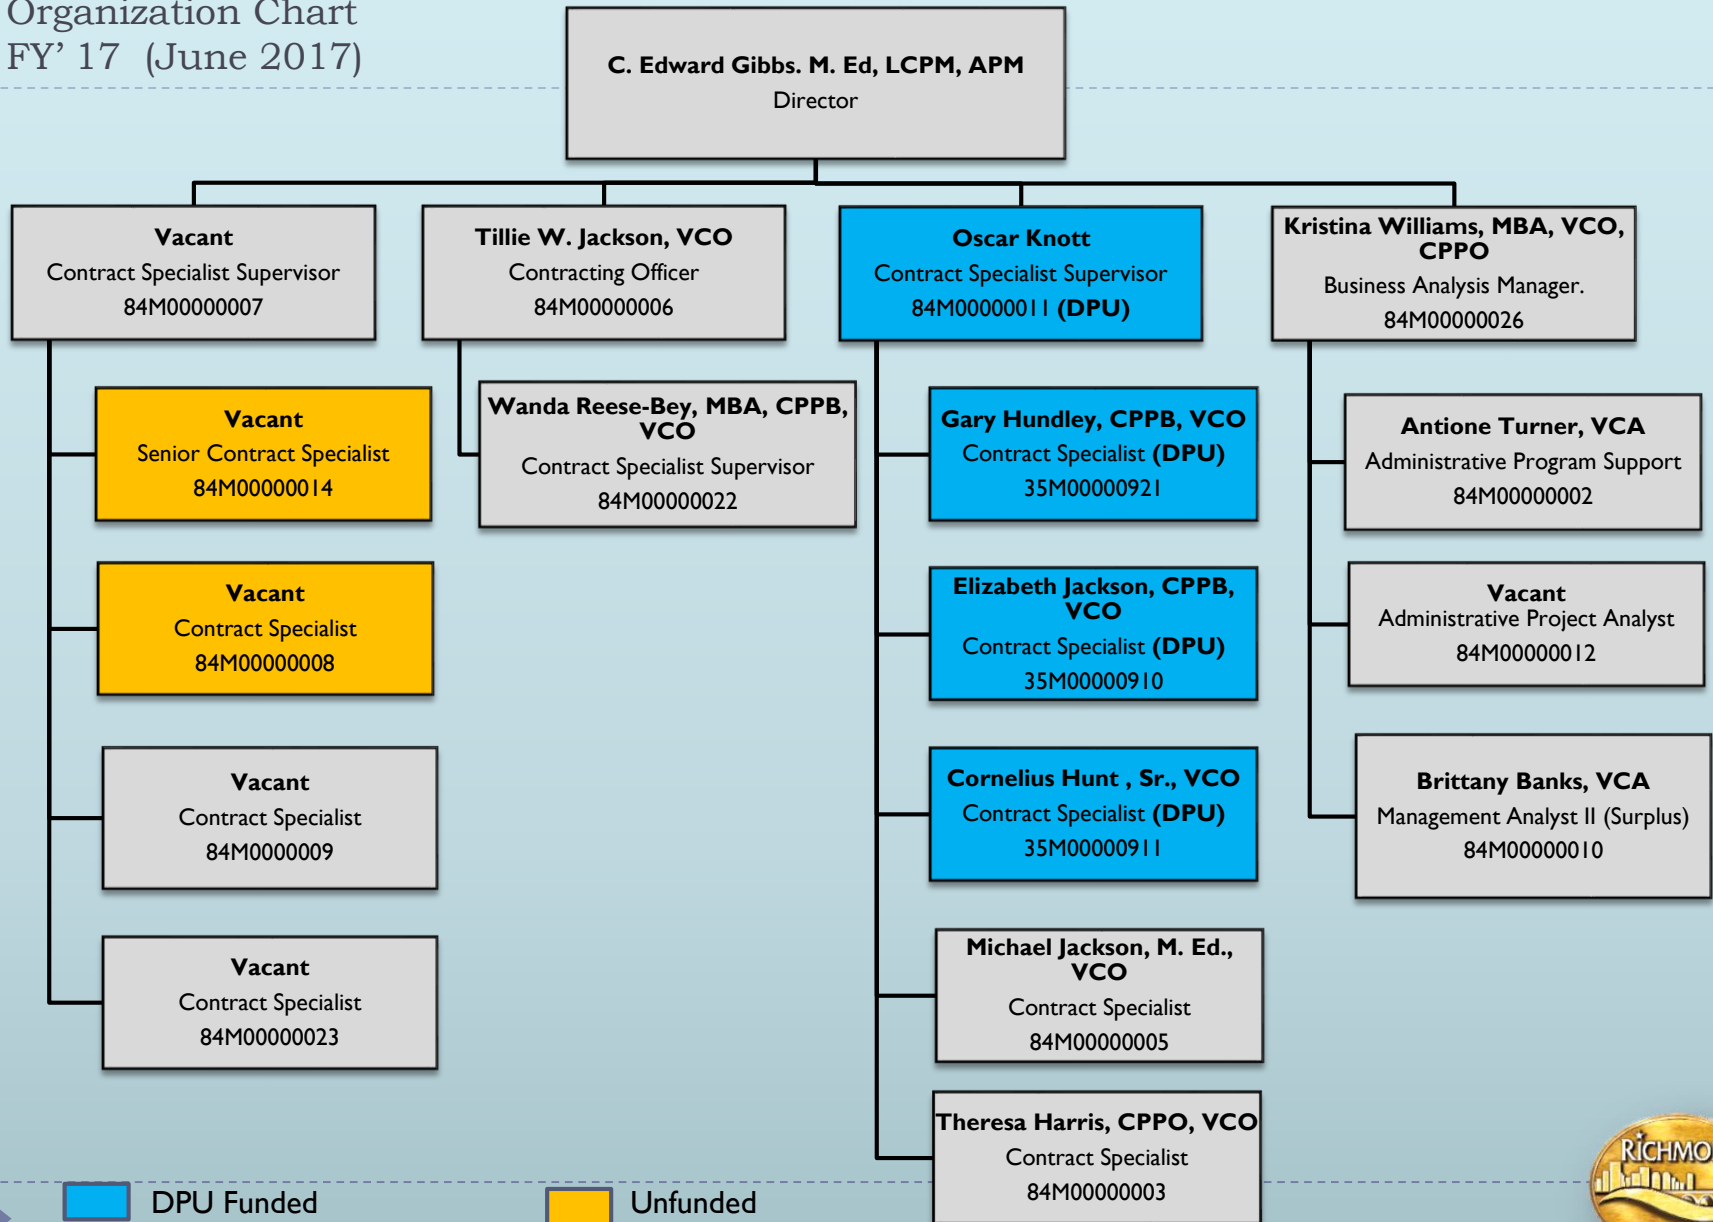 Organization Chart
FY’ 17 (June 2017)
C. Edward Gibbs. M. Ed, LCPM, APM
Director
Vacant
Contract Specialist Supervisor
84M00000007
Vacant
Senior Contract Specialist
84M00000014
Vacant
Contract Specialist
84M00000008
Vacant
Contract Specialist
84M0000009
Vacant
Contract Specialist
84M00000023
Tillie W. Jackson, VCO
Contracting Officer
84M00000006
Wanda Reese-Bey, MBA, CPPB,
VCO
Contract Specialist Supervisor
84M00000022
Oscar Knott
Contract Specialist Supervisor
84M00000011 (DPU)
Gary Hundley, CPPB, VCO
Contract Specialist (DPU)
35M00000921
Elizabeth Jackson, CPPB,
VCO
Contract Specialist (DPU)
35M00000910
Cornelius Hunt , Sr., VCO
Contract Specialist (DPU)
35M00000911
Michael Jackson, M. Ed.,
VCO
Contract Specialist
84M00000005
Theresa Harris, CPPO, VCO
Contract Specialist
84M00000003
Kristina Williams, MBA, VCO,
CPPO
Business Analysis Manager.
84M00000026
Antione Turner, VCA
Administrative Program Support
84M00000002
Vacant
Administrative Project Analyst
84M00000012
Brittany Banks, VCA
Management Analyst II (Surplus)
84M00000010
DPU Funded
Unfunded
RICHMO